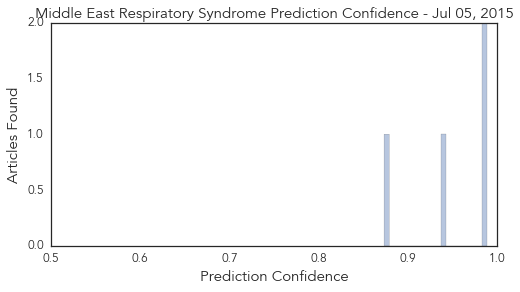 Middle East Respiratory Syndrome Prediction Confidence - Jul 05, 2015
2.0
1.5
1.0
0.5
0.0
Articles Found
0.5 0.6 0.7 0.8 0.9 1.0
Prediction Confidence